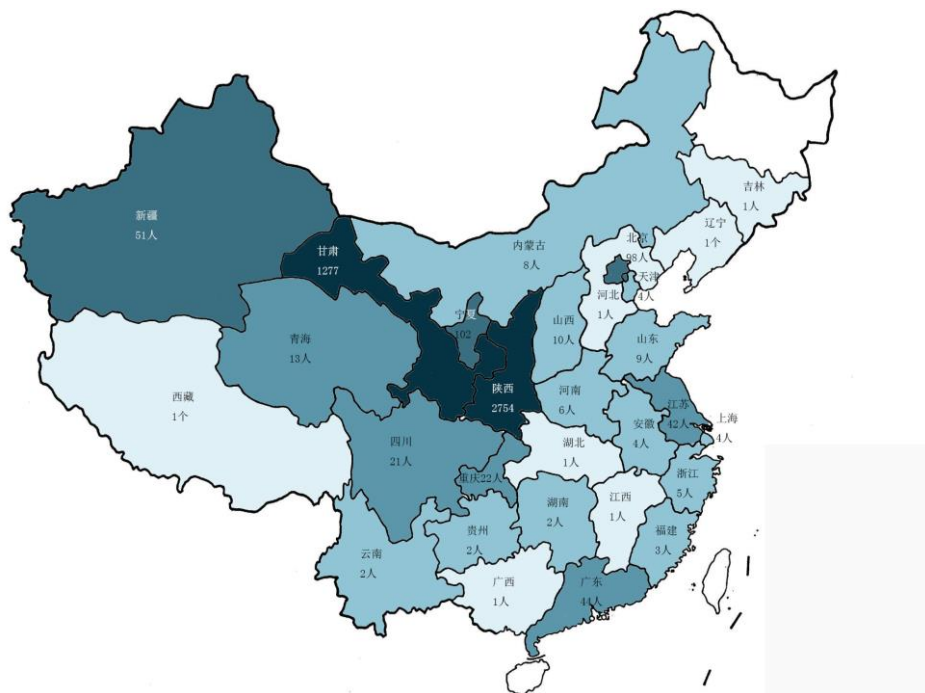 吉林
1人
辽宁
1个
新疆
51人
北京
98人
内蒙古
8人
甘肃
1277
天津
4人
河北
1人
宁夏
102
山西
10人
青海
13人
山东
9人
陕西
2754
西藏
1个
河南
6人
江苏
42人
安徽
4人
上海
4人
四川
21人
湖北
1人
重庆22人
浙江
5人
江西
1人
湖南
2人
贵州
2人
福建
3人
云南
2人
广西
1人
广东
44人